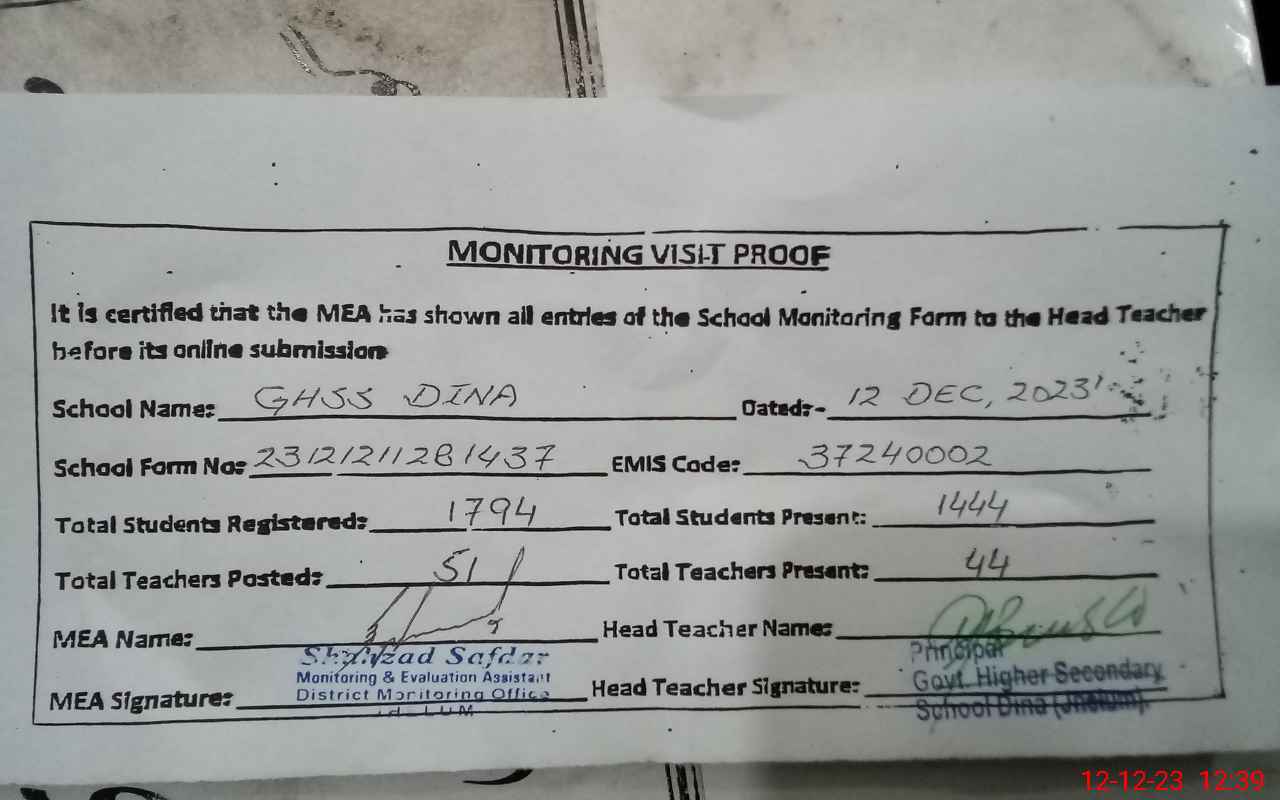 MONITORING VISIT PROOF
It is certified that the MEA has shown all entries of the School Monitoring Form to the Head Teacher
before its online submission
School Name: GHSS DINA Dated:- 12 DEC, 2023
School Form No: 23121211281437 EMIS Code: 37240002
Total Students Registered: 1794 Total Students Present: 1444
Total Teachers Posted: 51 Total Teachers Present: 44
MEA Name: Head Teacher Name:
Shahzad Safdar Principal
Monitoring & Evaluation Assistant Govt. Higher Secondary
MEA Signature: District Monitoring Office Head Teacher Signature:
JHELUM School Dina (Jhelum)
12-12-23 12:39